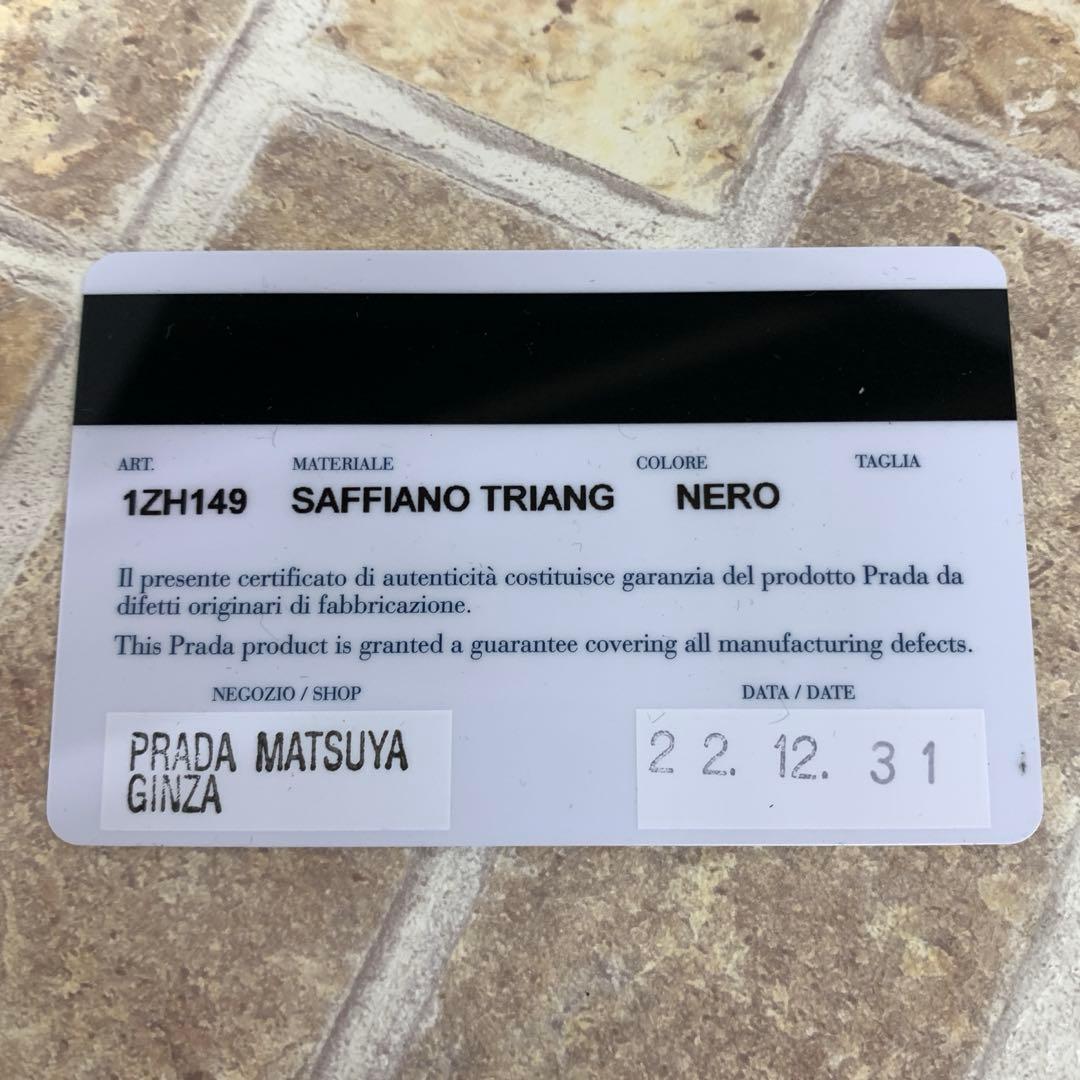 ART. MATERIALE COLORE TAGLIA
1ZH149 SAFFIANO TRIANG NERO
Il presente certificato di autenticità costituisce garanzia del prodotto Prada da
difetti originari di fabbricazione.
This Prada product is granted a guarantee covering all manufacturing defects.
NEGOZIO / SHOP DATA / DATE
PRADA MATSUYA
GINZA
22. 12. 31